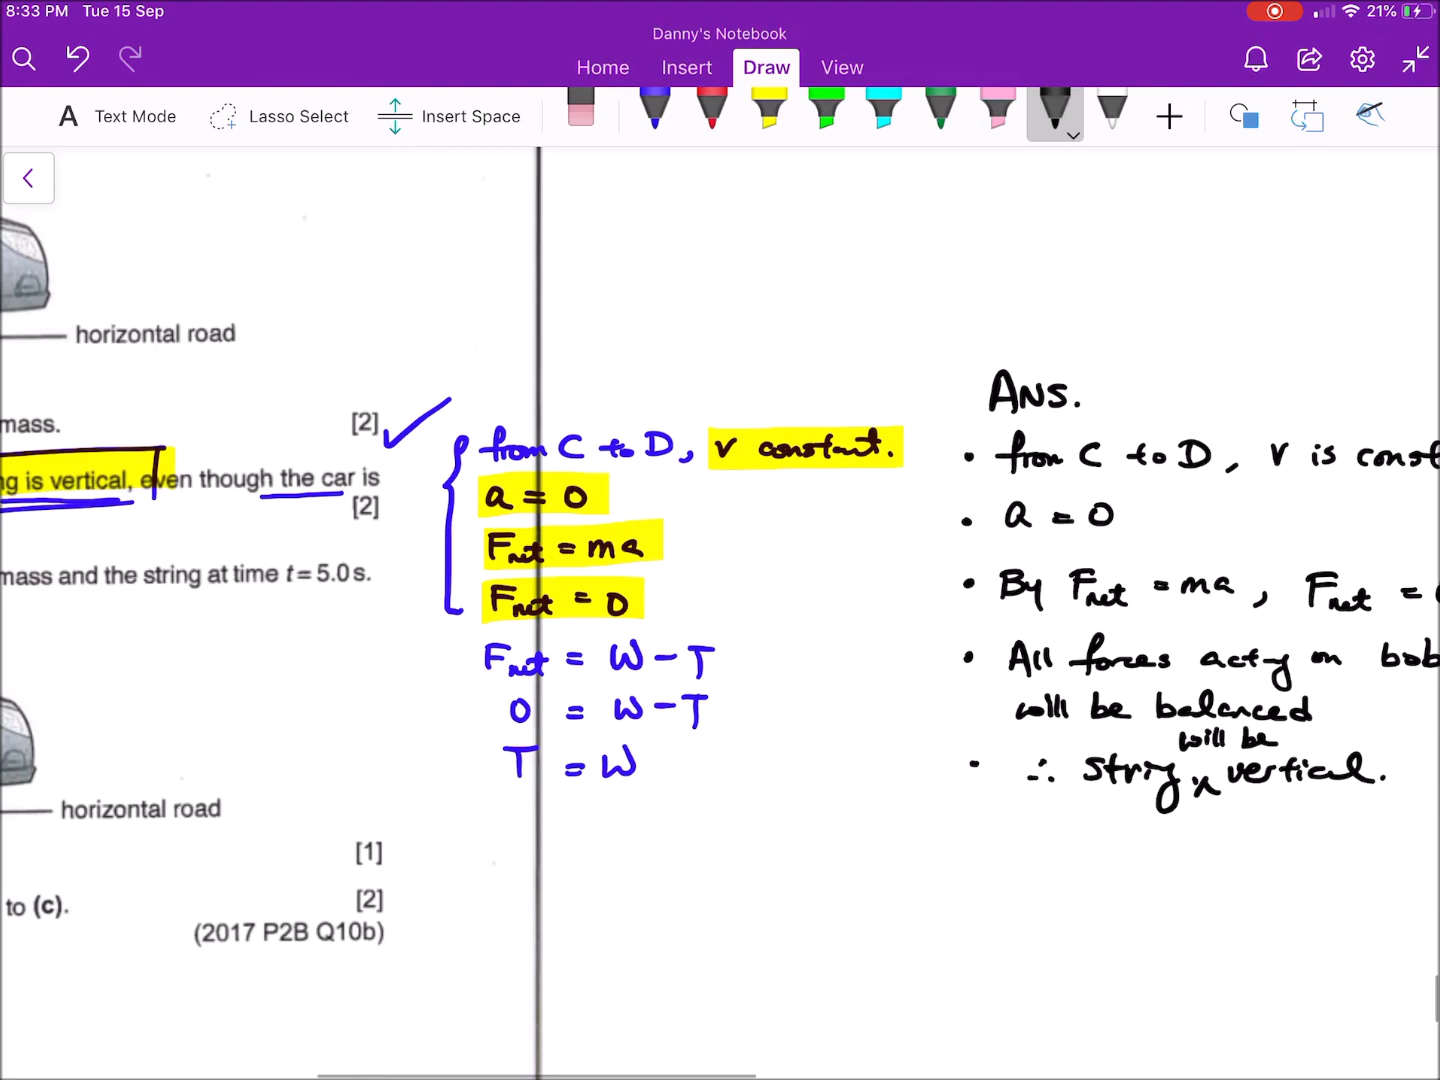 8:33 PM Tue 15 Sep
21%
Danny's Notebook
Home Insert Draw View
A Text Mode Lasso Select Insert Space
horizontal road
mass. [2]
ng is vertical, even though the car is
[2]
mass and the string at time t = 5.0 s.
horizontal road
[1]
to (c). [2]
(2017 P2B Q10b)
from C to D, v constant.
a = 0
Fnet = ma
Fnet = 0
Fnet = W - T
0 = W - T
T = W
ANS.
• from C to D, v is const
• a = 0
• By Fnet = ma, Fnet =
• All forces actg on bob
will be balanced
will be
• ∴ string x vertical.